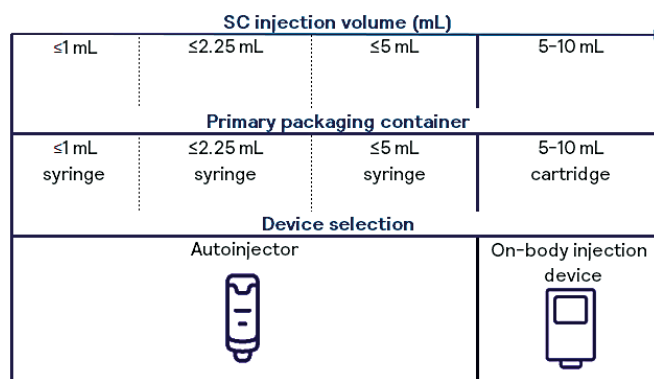 SC injection volume (mL)
≤1 mL ≤2.25 mL ≤5 mL 5-10 mL
Primary packaging container
≤1 mL ≤2.25 mL ≤5 mL 5-10 mL
syringe syringe syringe cartridge
Device selection
Autoinjector On-body injection
device